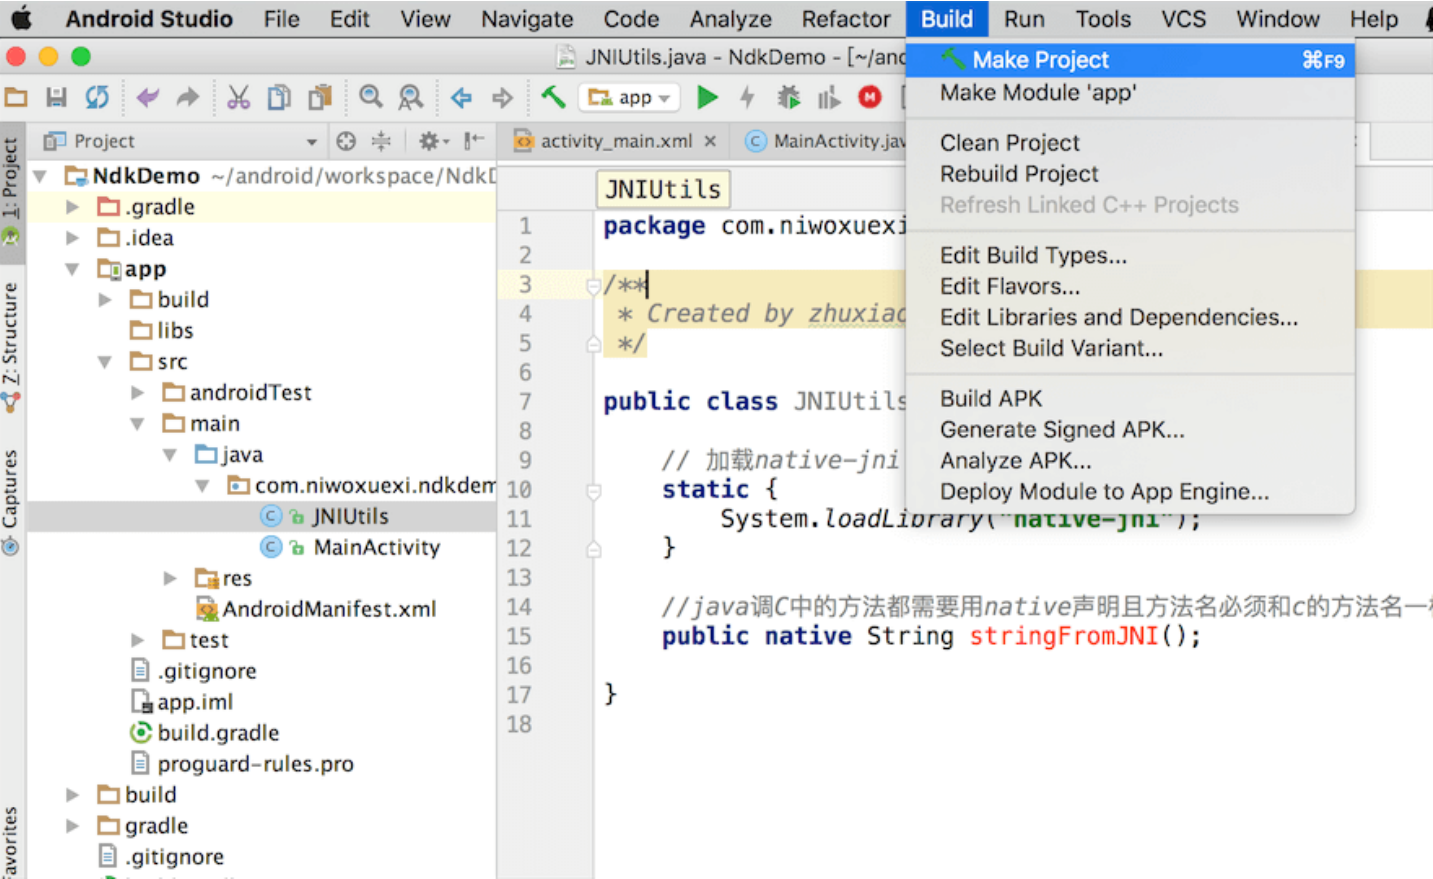 Android Studio File Edit View Navigate Code Analyze Refactor Build Run Tools VCS Window Help
JNIUtils.java - NdkDemo - [~/and
Make Project ⌘F9
Make Module 'app'
Clean Project
Rebuild Project
Refresh Linked C++ Projects
Edit Build Types...
Edit Flavors...
Edit Libraries and Dependencies...
Select Build Variant...
Build APK
Generate Signed APK...
Analyze APK...
Deploy Module to App Engine...
app
Project
activity_main.xml
MainActivity.jav
1: Project
Z: Structure
Captures
avorites
NdkDemo ~/android/workspace/Ndk
.gradle
.idea
app
build
libs
src
androidTest
main
java
com.niwoxuexi.ndkdem
JNIUtils
MainActivity
res
AndroidManifest.xml
test
.gitignore
app.iml
build.gradle
proguard-rules.pro
build
gradle
.gitignore
JNIUtils
1 package com.niwoxuexi
2
3 /**
4 * Created by zhuxiao
5 */
6
7 public class JNIUtils
8
9 // 加载native-jni
10 static {
11 System.loadLibrary("native-jni");
12 }
13
14 //java调C中的方法都需要用native声明且方法名必须和c的方法名一样
15 public native String stringFromJNI();
16
17 }
18